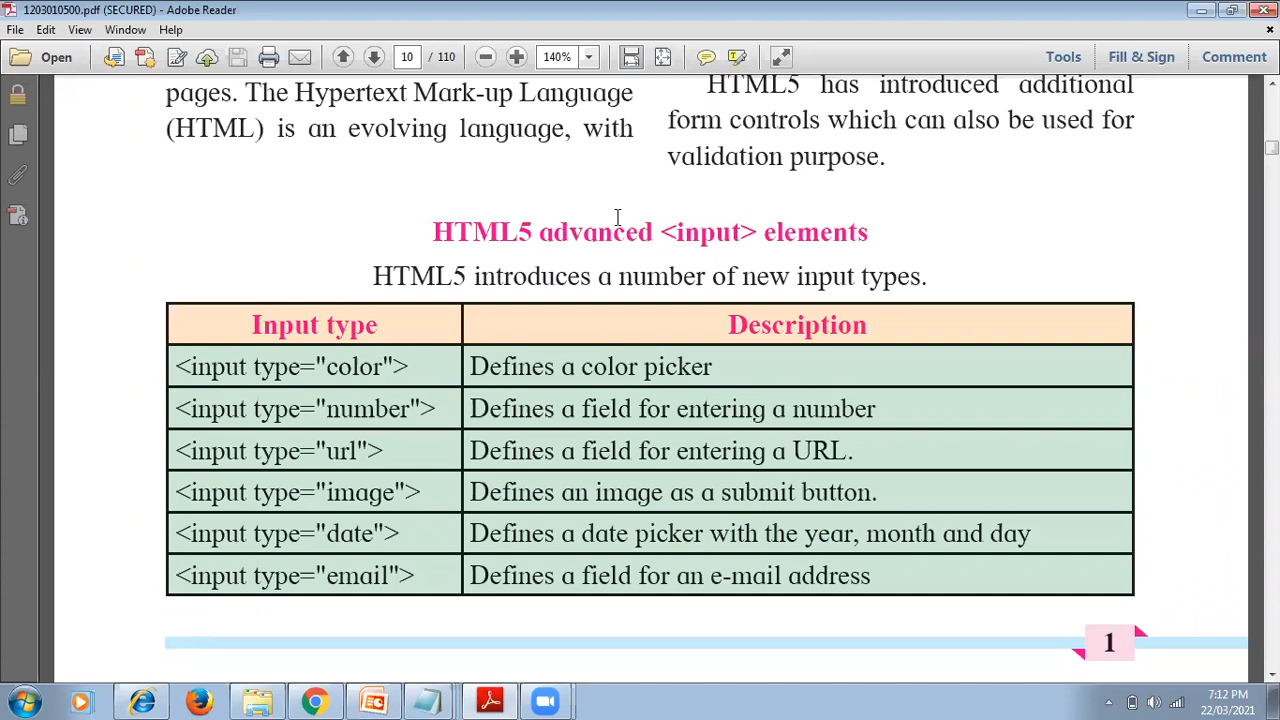 1203010500.pdf (SECURED) - Adobe Reader
File Edit View Window Help
Open 10 / 110 140% Tools Fill & Sign Comment
pages. The Hypertext Mark-up Language
(HTML) is an evolving language, with
HTML5 has introduced additional
form controls which can also be used for
validation purpose.
HTML5 advanced <input> elements
HTML5 introduces a number of new input types.
Input type Description
<input type="color"> Defines a color picker
<input type="number"> Defines a field for entering a number
<input type="url"> Defines a field for entering a URL.
<input type="image"> Defines an image as a submit button.
<input type="date"> Defines a date picker with the year, month and day
<input type="email"> Defines a field for an e-mail address
1
7:12 PM
22/03/2021